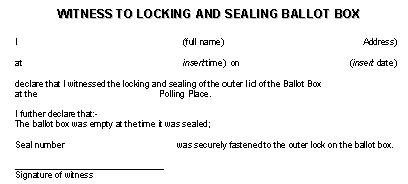 WITNESS TO LOCKING AND SEALING BALLOT BOX
I (full name) Address)
at inserttime) on (insert date)
declare that I witnessed the locking and sealing of the outer lid of the Ballot Box
at the Polling Place.
I futher declare that:-
The ballot box was empty at the time it was sealed;
Seal number was securely fastened to the outer lock on the ballot box.
Signature of witness